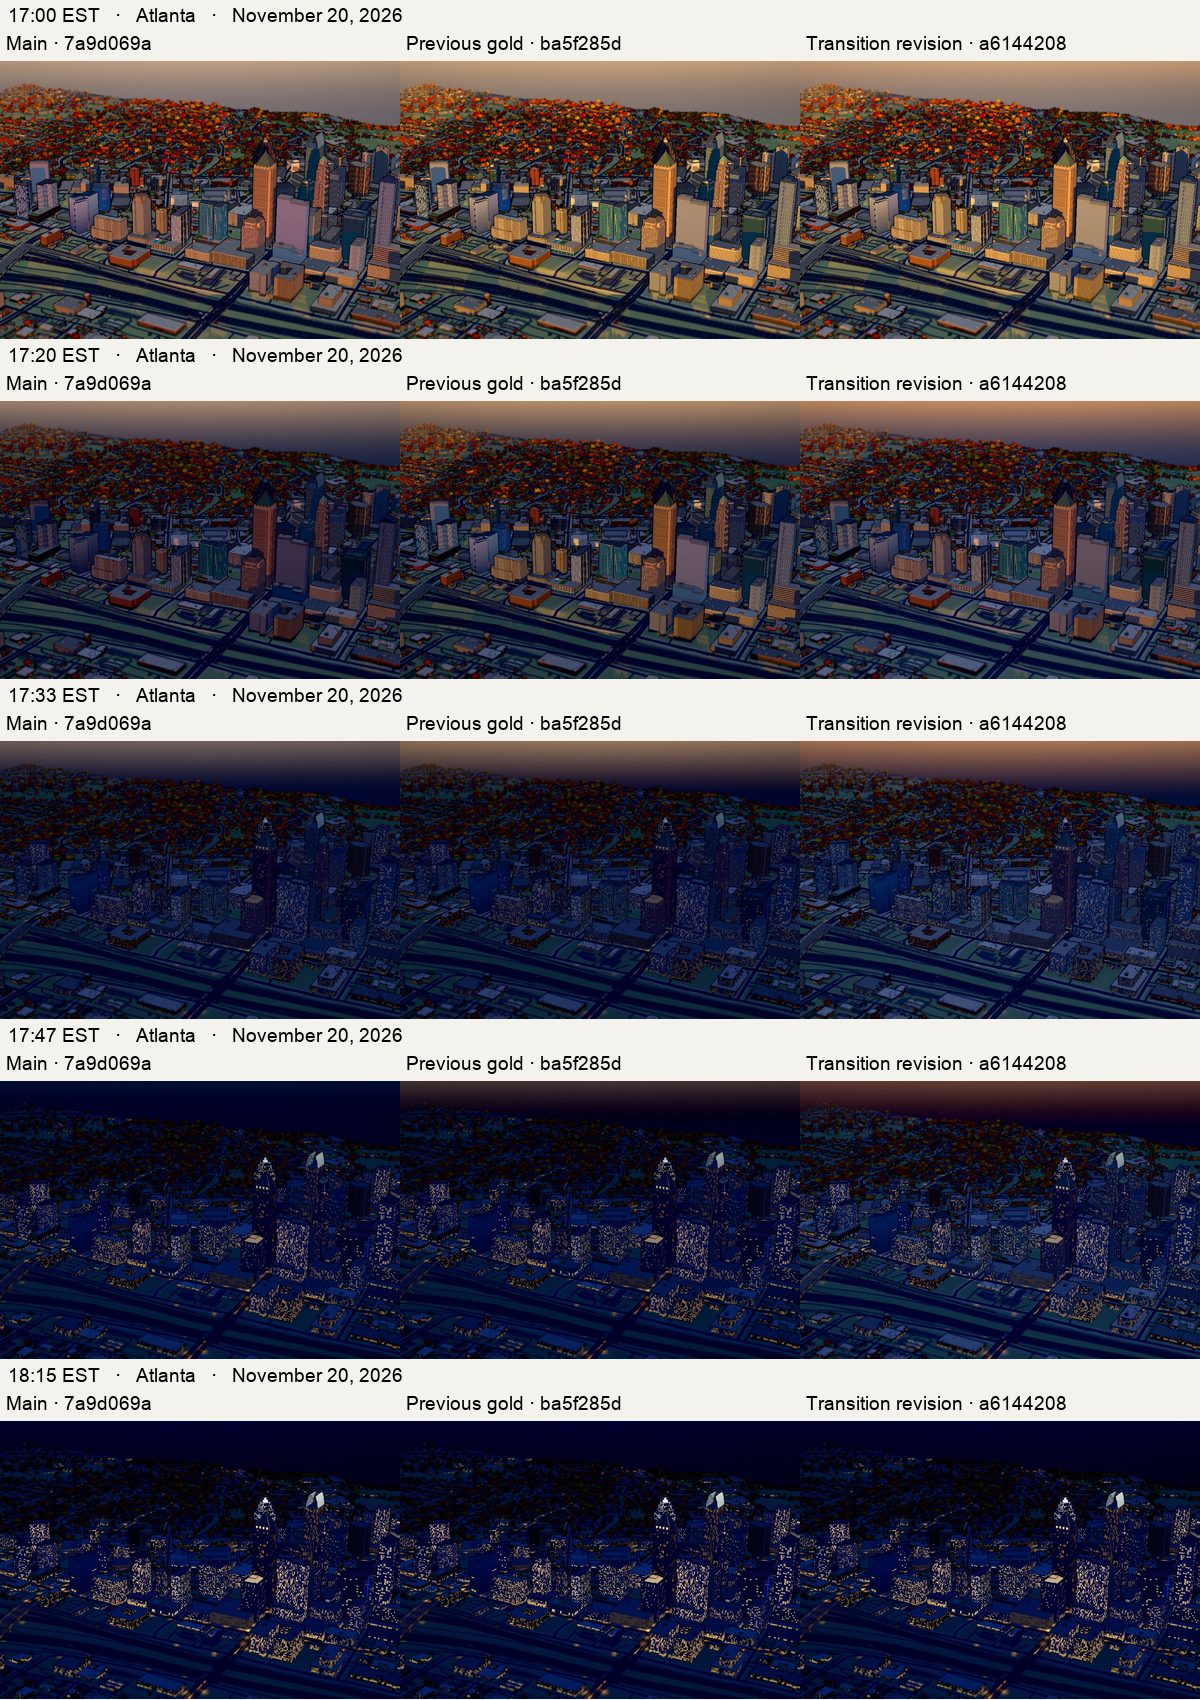 17:00 EST · Atlanta · November 20, 2026
Main · 7a9d069a Previous gold · ba5f285d Transition revision · a6144208
17:20 EST · Atlanta · November 20, 2026
Main · 7a9d069a Previous gold · ba5f285d Transition revision · a6144208
17:33 EST · Atlanta · November 20, 2026
Main · 7a9d069a Previous gold · ba5f285d Transition revision · a6144208
17:47 EST · Atlanta · November 20, 2026
Main · 7a9d069a Previous gold · ba5f285d Transition revision · a6144208
18:15 EST · Atlanta · November 20, 2026
Main · 7a9d069a Previous gold · ba5f285d Transition revision · a6144208